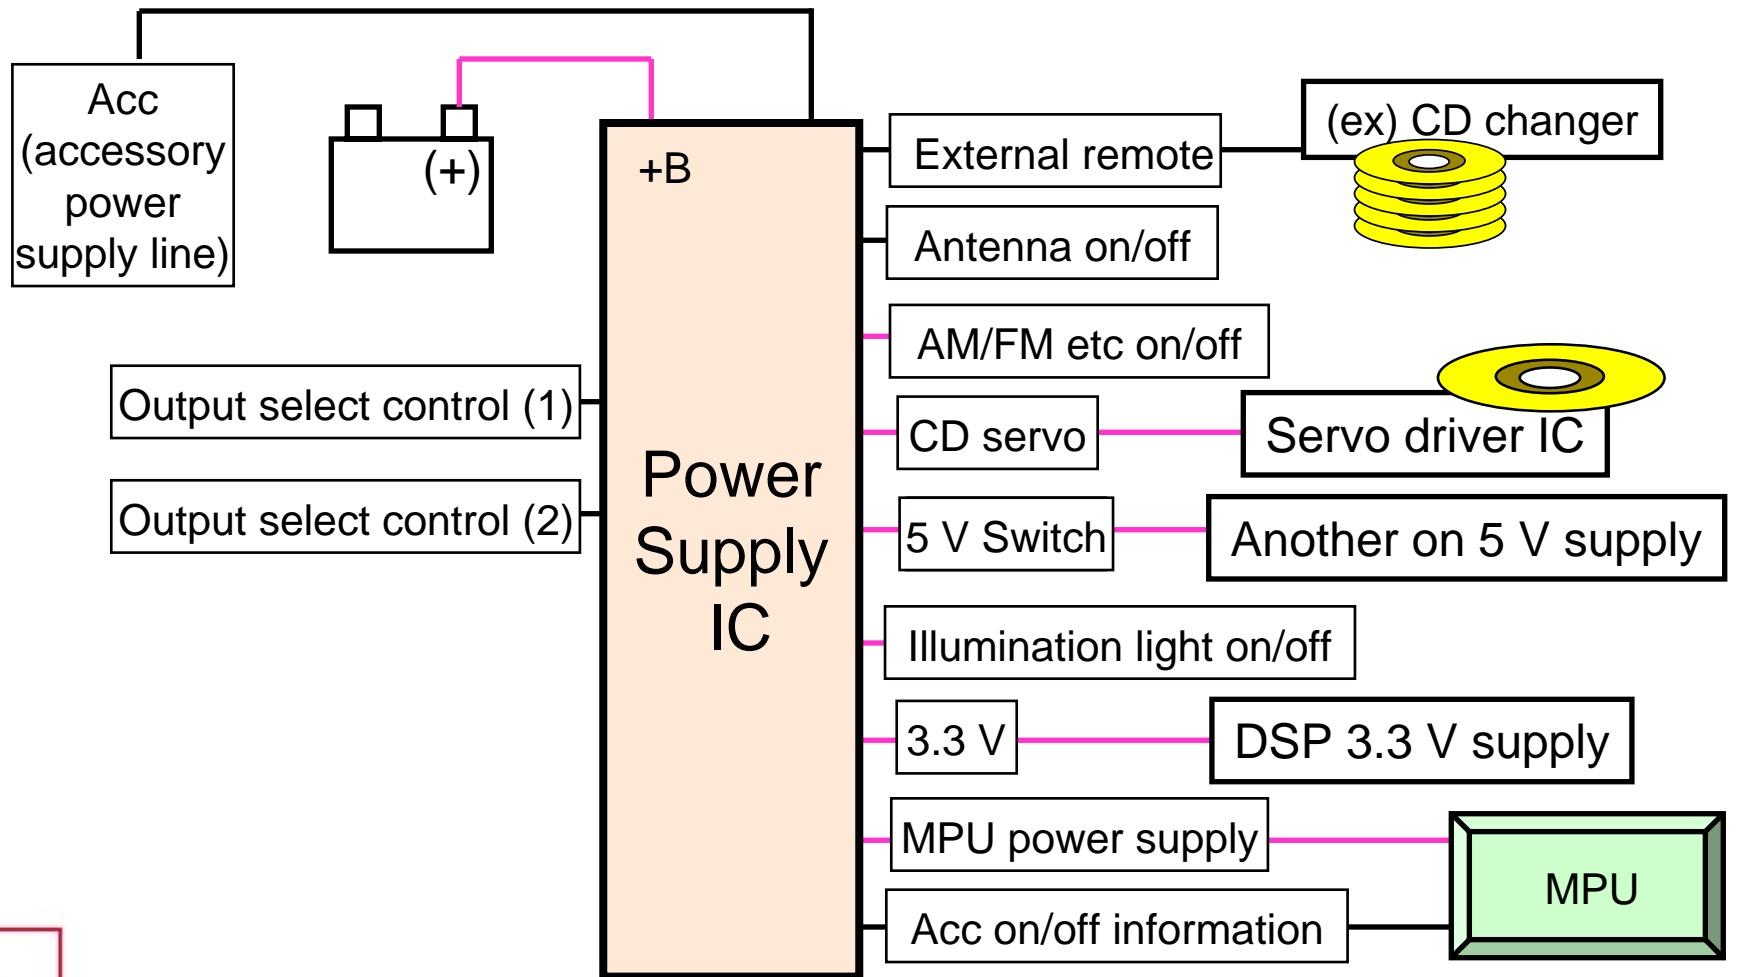 Acc
(accessory
power
supply line)
(+)
+B
Power
Supply
IC
Output select control (1)
Output select control (2)
External remote
(ex) CD changer
Antenna on/off
AM/FM etc on/off
CD servo
Servo driver IC
5 V Switch
Another on 5 V supply
Illumination light on/off
3.3 V
DSP 3.3 V supply
MPU power supply
MPU
Acc on/off information